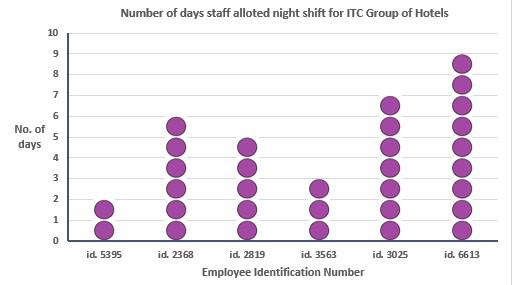 Number of days staff alloted night shift for ITC Group of Hotels
10
9
8
7
6
No. of
days
5
4
3
2
1
0
id. 5395 id. 2368 id. 2819 id. 3563 id. 3025 id. 6613
Employee Identification Number